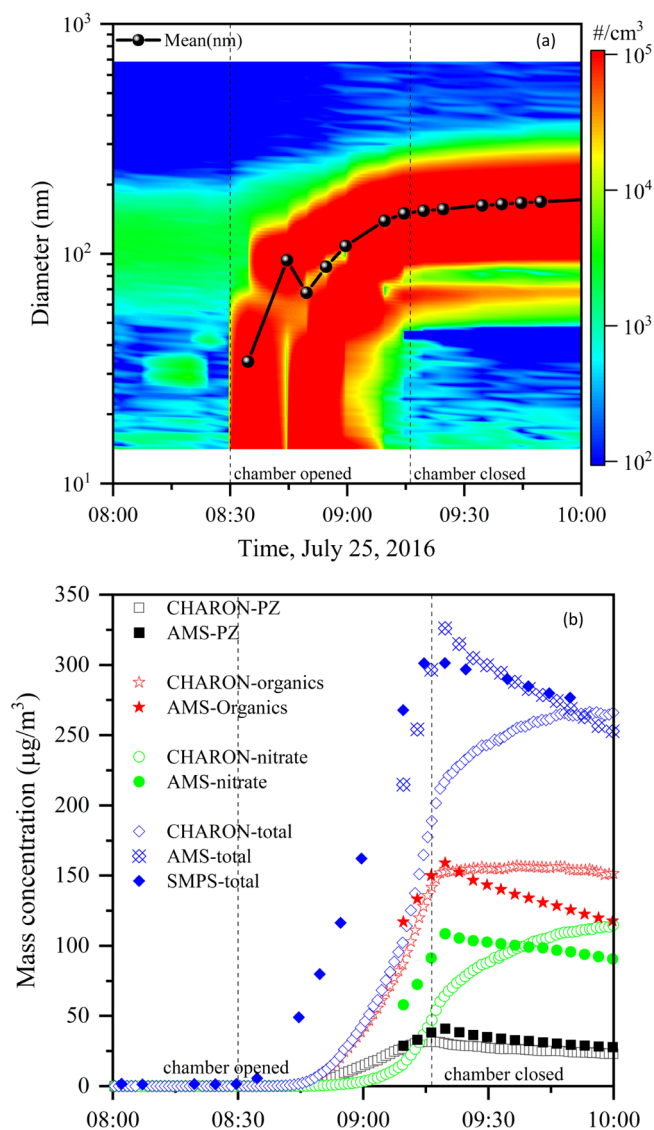 #/cm³
10³
Mean(nm)
(a)
10⁵
10⁴
Diameter (nm)
10²
10³
10²
chamber opened
chamber closed
10¹
08:00
08:30
09:00
09:30
10:00
Time, July 25, 2016
350
CHARON-PZ
(b)
AMS-PZ
300
CHARON-organics
AMS-Organics
250
CHARON-nitrate
AMS-nitrate
200
CHARON-total
AMS-total
SMPS-total
150
Mass concentration (μg/m³)
100
50
chamber opened
chamber closed
0
08:00
08:30
09:00
09:30
10:00